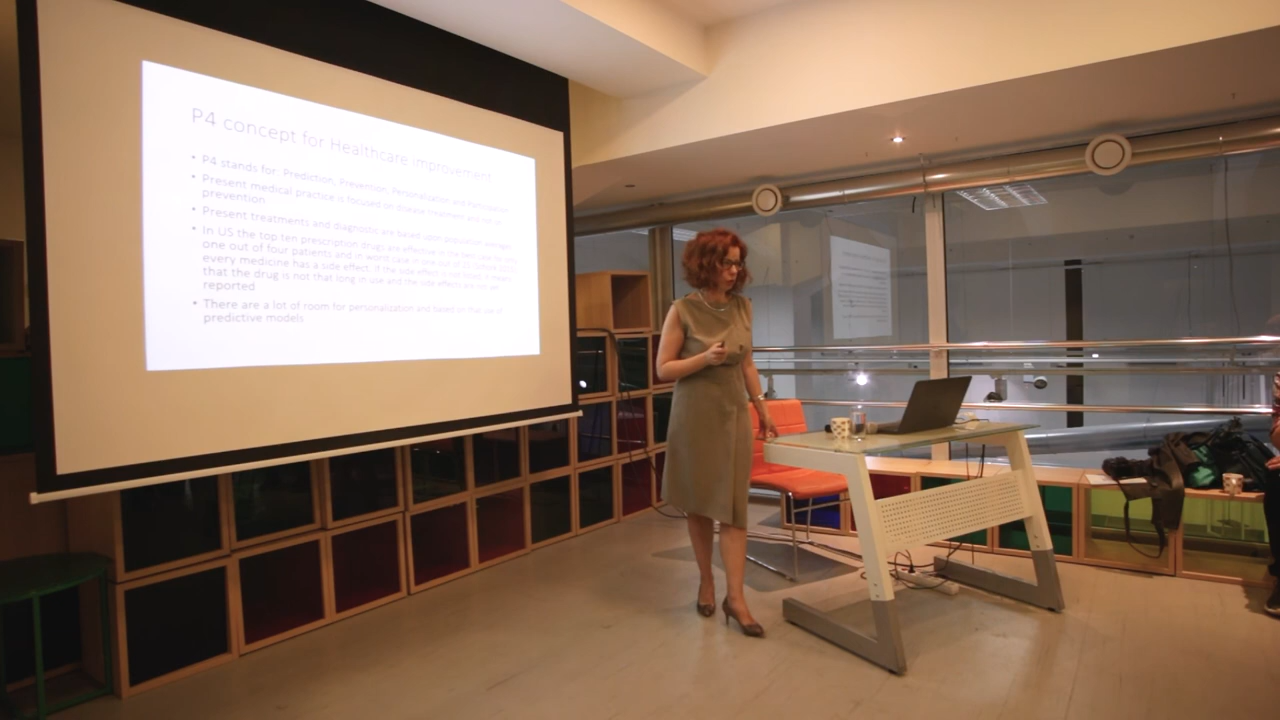 P4 concept for Healthcare improvement
• P4 stands for: Prediction, Prevention, Personalization and Participation
• Present medical practice is focused on disease treatment and not on
prevention
• Present treatments and diagnostic are based upon population averages
• In US the top ten prescription drugs are effective in the best case for only
one out of four patients and in worst case in one out of 25
every medicine has a side effect. If the side effect is not listed, it means
that the drug is not that long in use and the side effects are not yet
reported
• There are a lot of room for personalization and based on that use of
predictive models